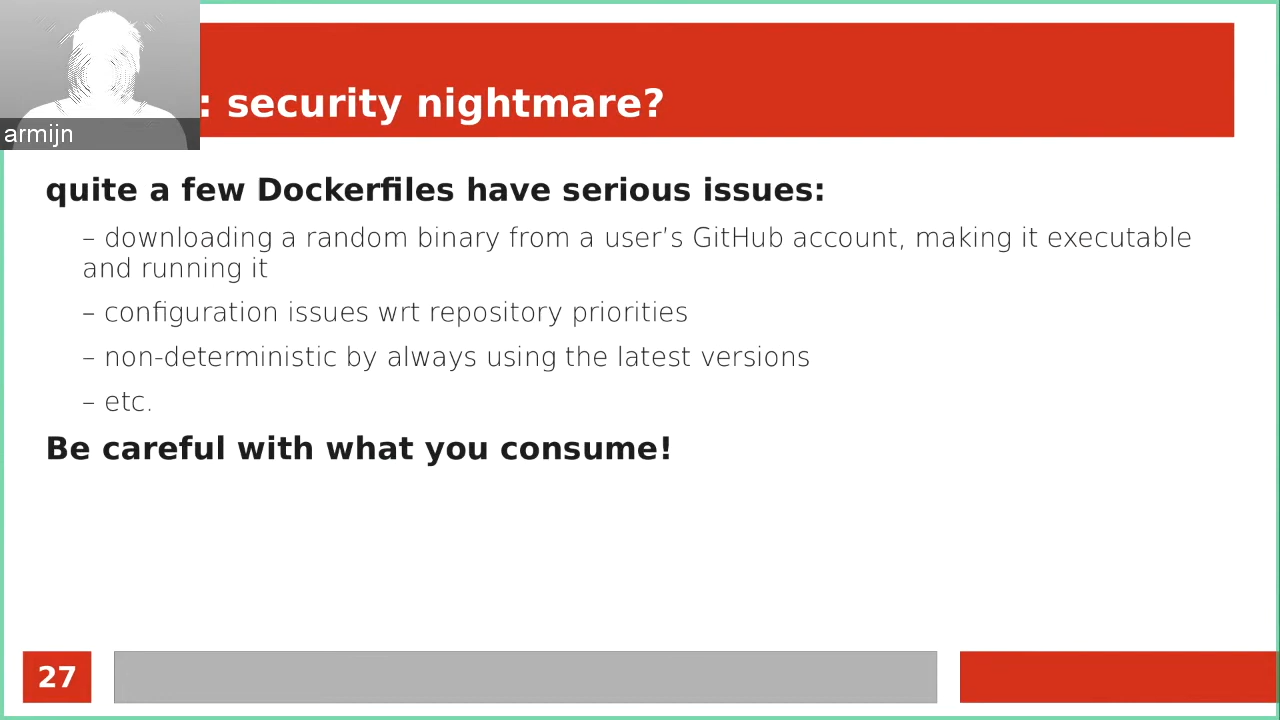 : security nightmare?
armijn
quite a few Dockerfiles have serious issues:
– downloading a random binary from a user’s GitHub account, making it executable
and running it
– configuration issues wrt repository priorities
– non-deterministic by always using the latest versions
– etc.
Be careful with what you consume!
27